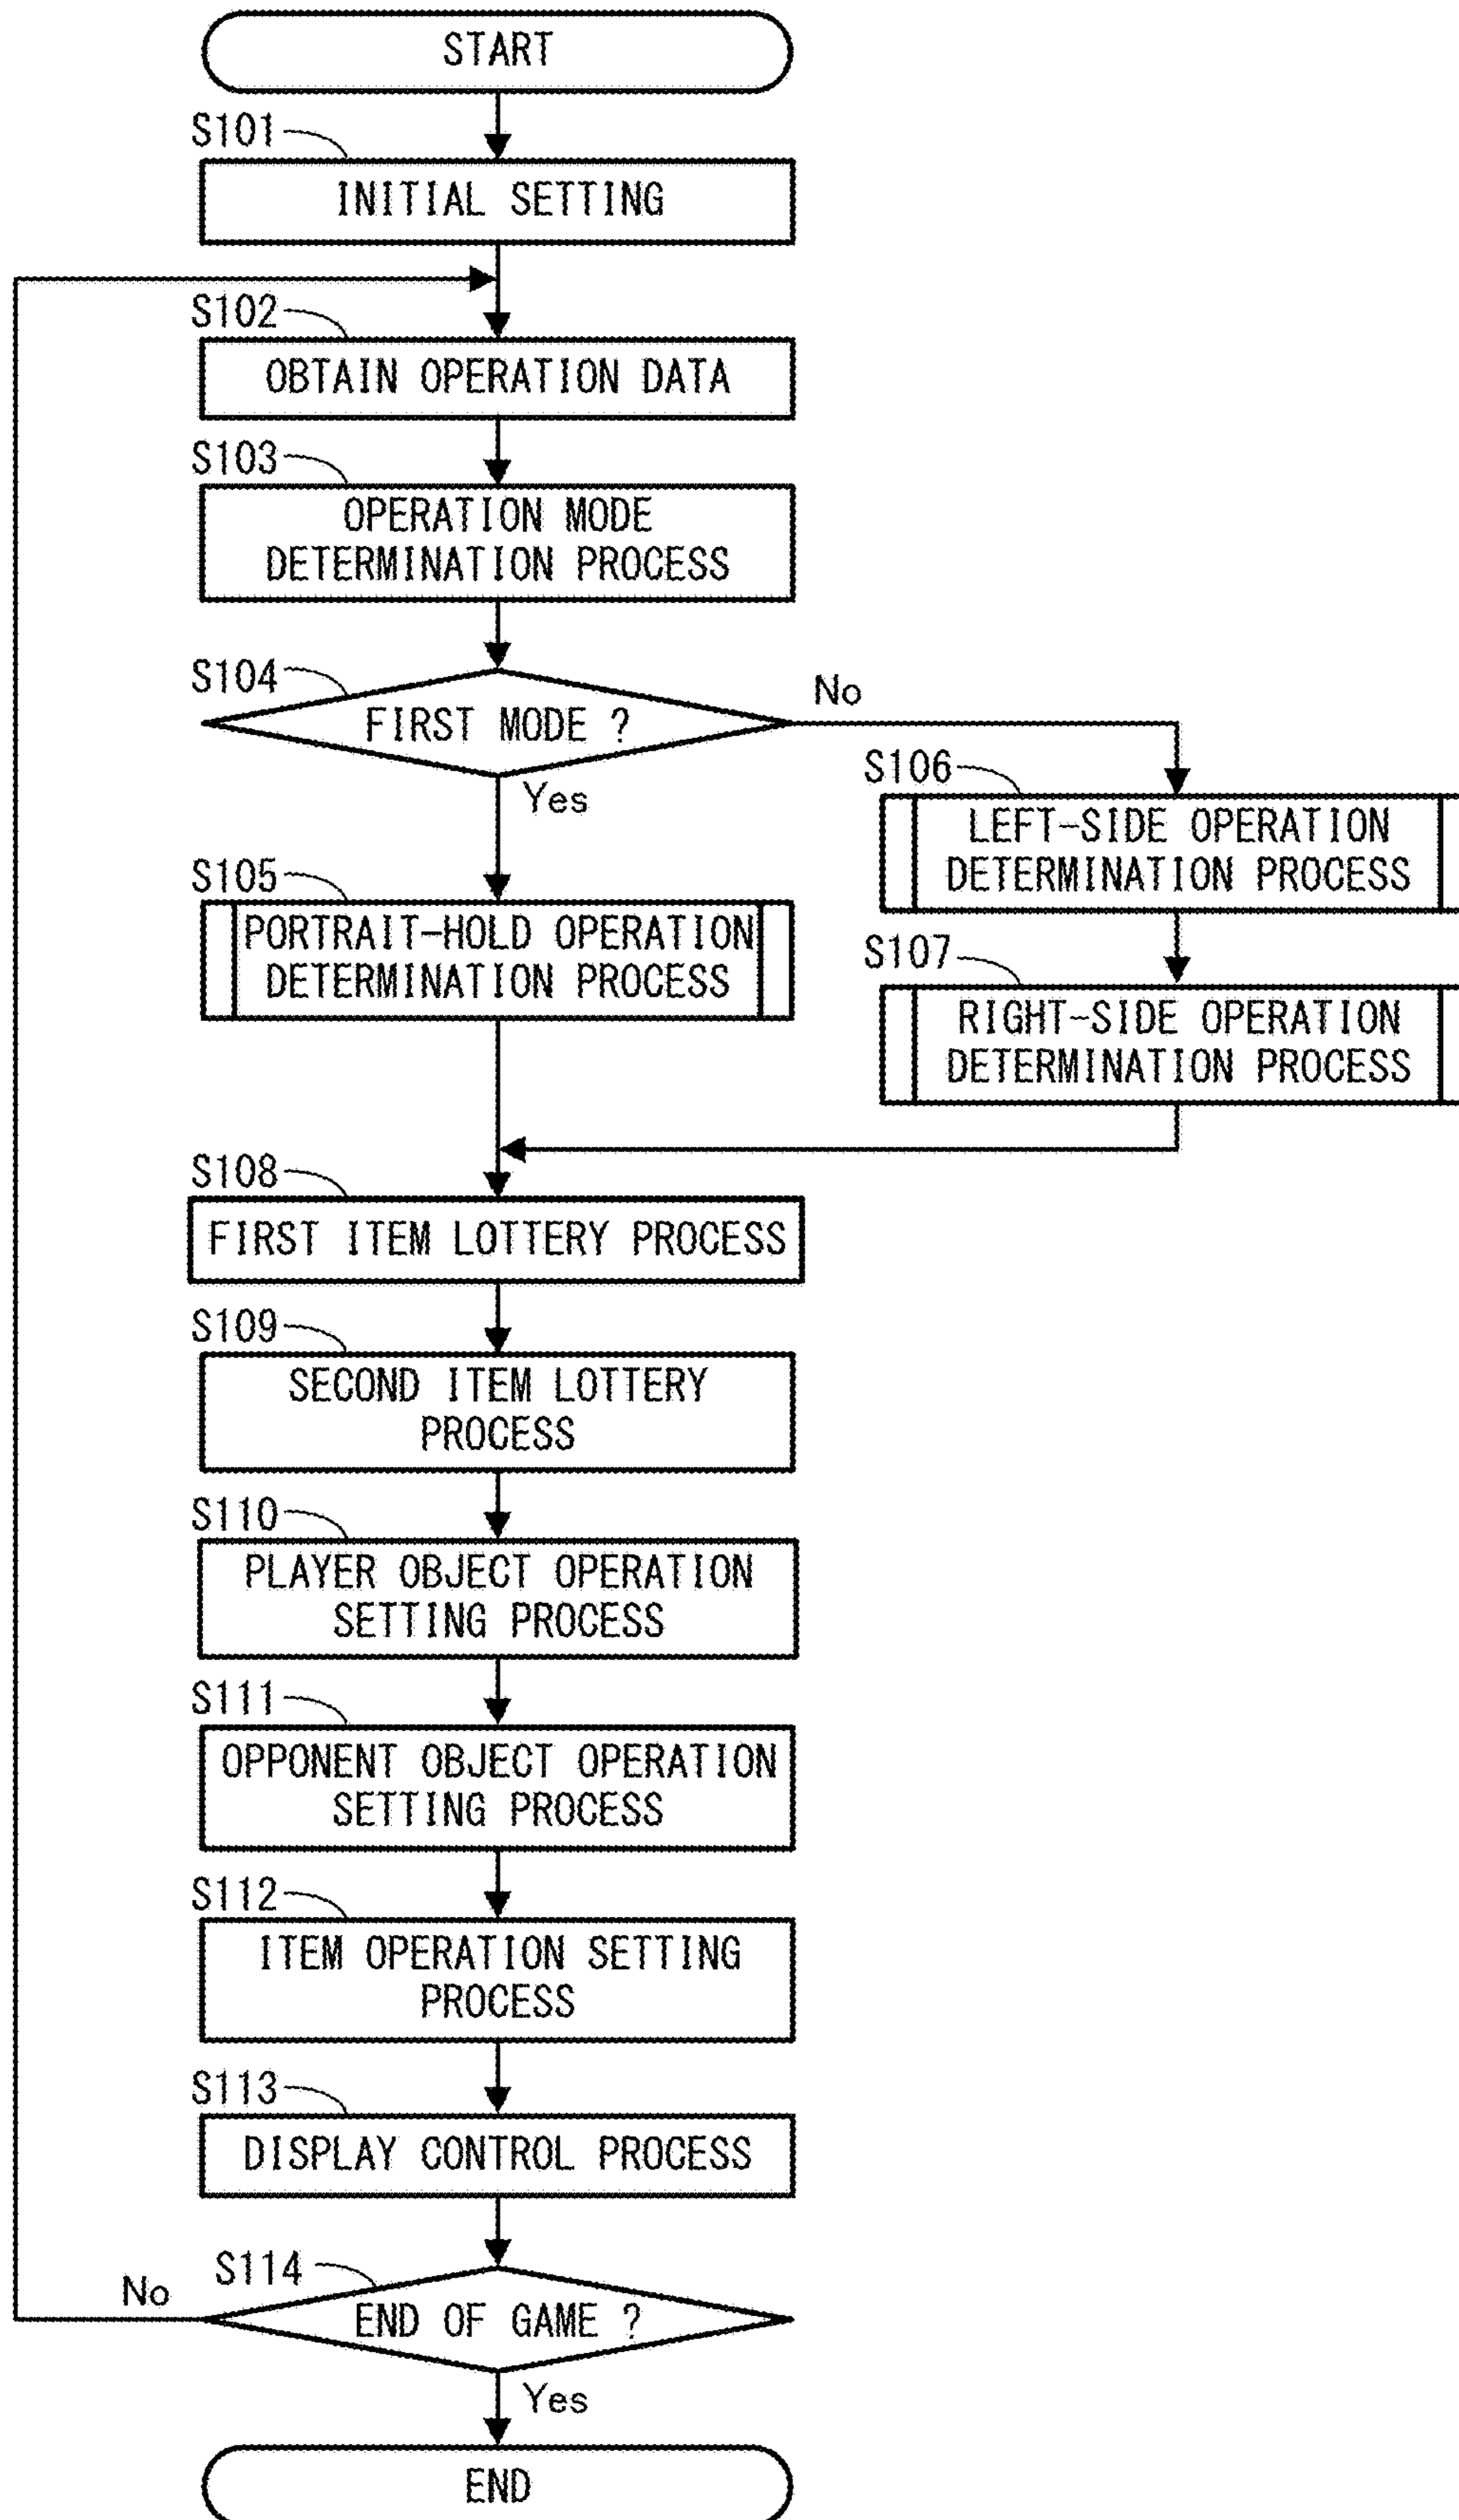 START
S101
INITIAL SETTING
S102
OBTAIN OPERATION DATA
S103
OPERATION MODE
DETERMINATION PROCESS
S104
FIRST MODE ?
No
Yes
S106
LEFT-SIDE OPERATION
DETERMINATION PROCESS
S105
PORTRAIT-HOLD OPERATION
DETERMINATION PROCESS
S107
RIGHT-SIDE OPERATION
DETERMINATION PROCESS
S108
FIRST ITEM LOTTERY PROCESS
S109
SECOND ITEM LOTTERY
PROCESS
S110
PLAYER OBJECT OPERATION
SETTING PROCESS
S111
OPPONENT OBJECT OPERATION
SETTING PROCESS
S112
ITEM OPERATION SETTING
PROCESS
S113
DISPLAY CONTROL PROCESS
S114
No
END OF GAME ?
Yes
END